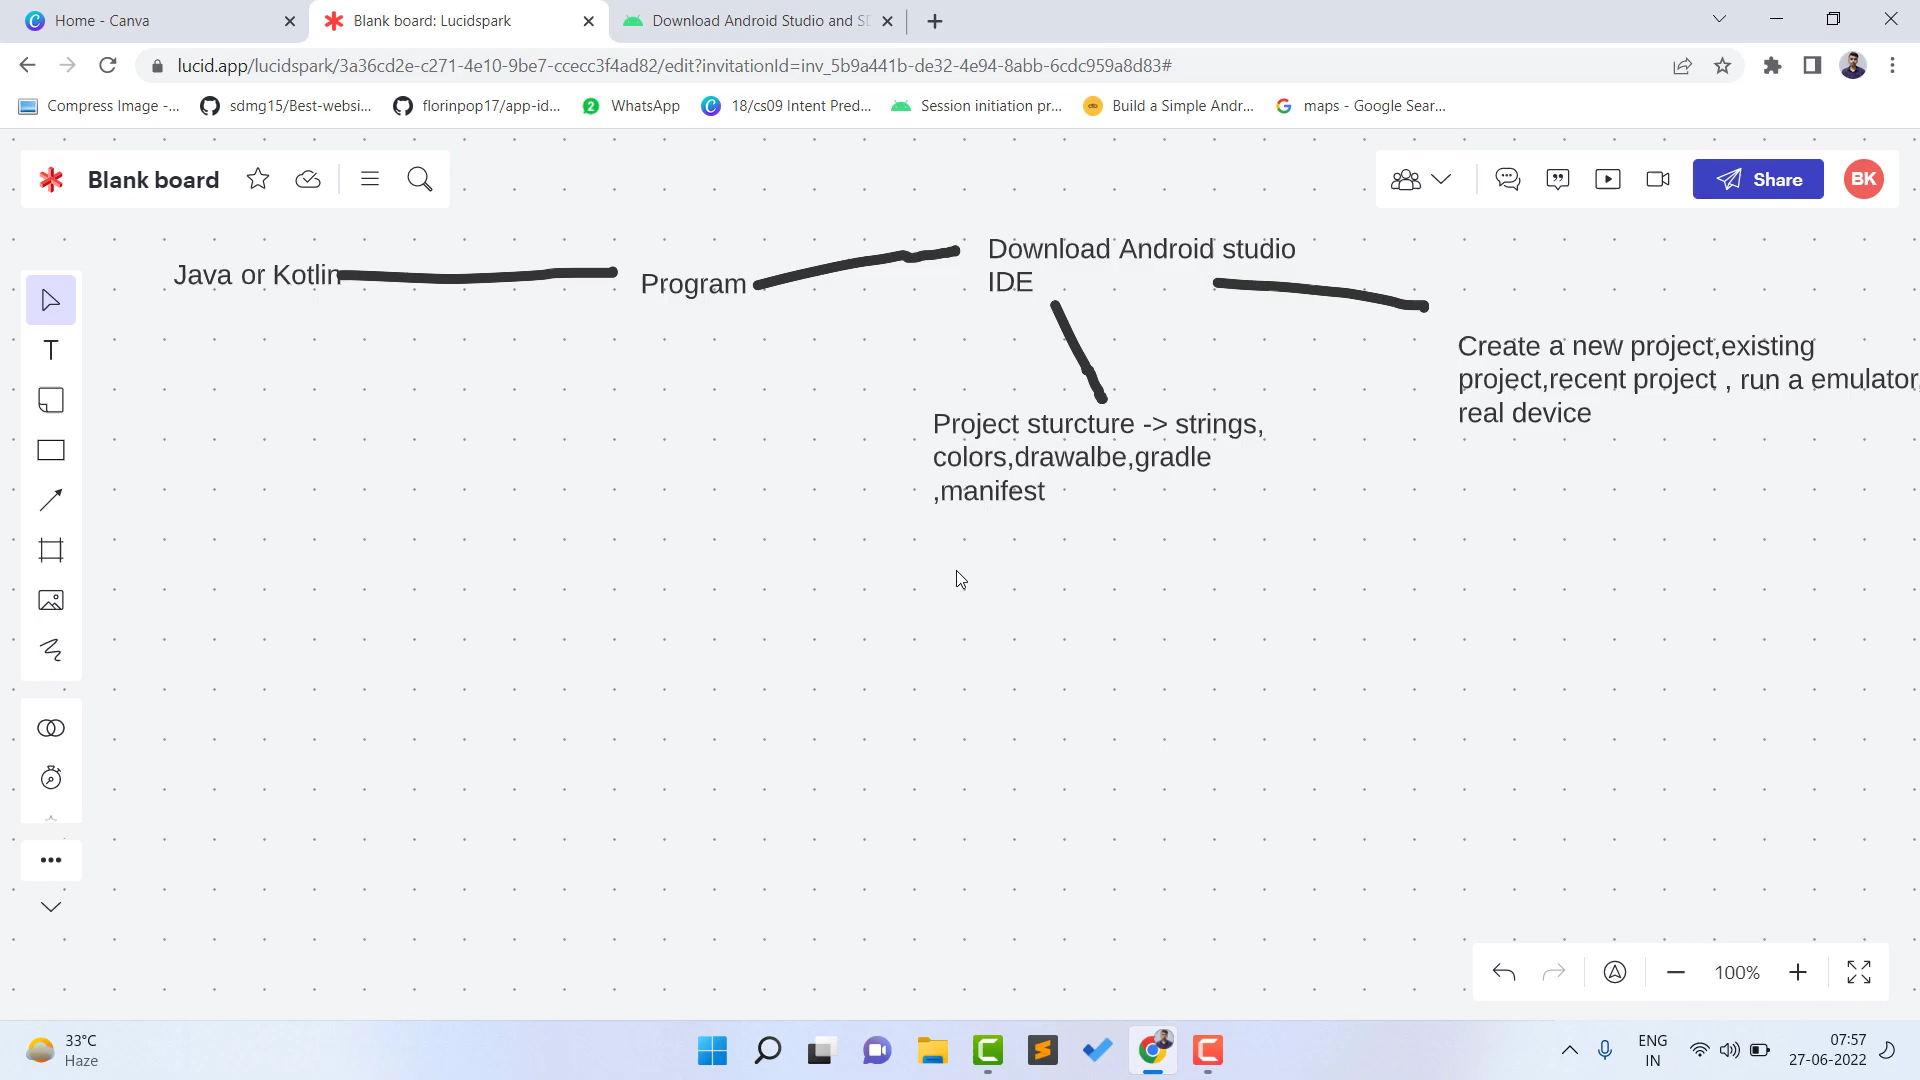 Home - Canva
Blank board: Lucidspark
Download Android Studio and
lucid.app/lucidspark/3a36cd2e-c271-4e10-9be7-ccecc3f4ad82/edit?invitationId=inv_5b9a441b-de32-4e94-8abb-6cdc959a8d83#
Compress Image -...
sdmg15/Best-websi...
florinpop17/app-id...
2
WhatsApp
18/cs09 Intent Pred...
Session initiation pr...
Build a Simple Andr...
maps - Google Sear...
Blank board
Share
BK
Java or Kotlin
Program
Download Android studio
IDE
Create a new project,existing
project,recent project , run a emulator,
real device
Project sturcture -> strings,
colors,drawalbe,gradle
,manifest
T
100%
33°C
Haze
ENG
IN
07:57
27-06-2022